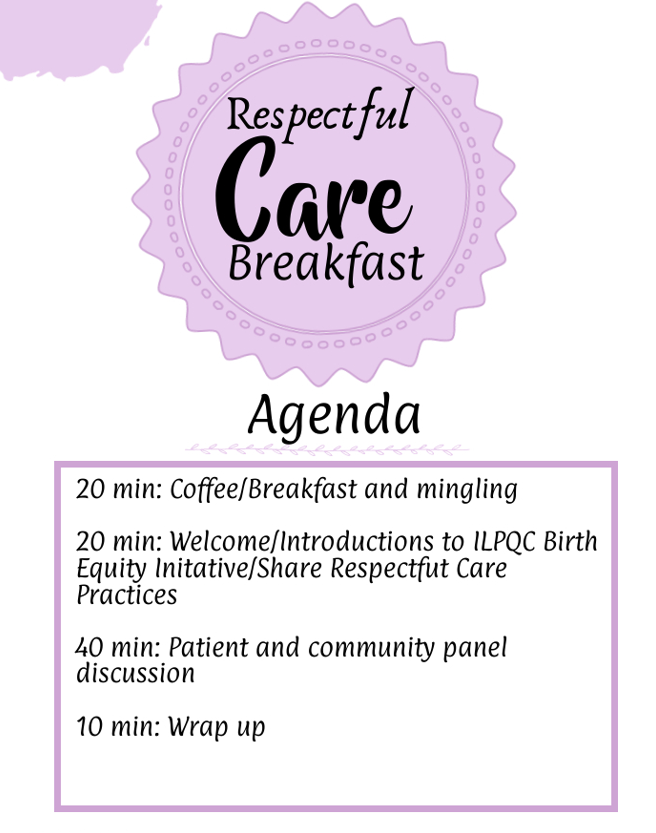 Respectful
Care
Breakfast
Agenda
20 min: Coffee/Breakfast and mingling
20 min: Welcome/Introductions to ILPQC Birth
Equity Initative/Share Respectfut Care
Practices
40 min: Patient and community panel
discussion
10 min: Wrap up